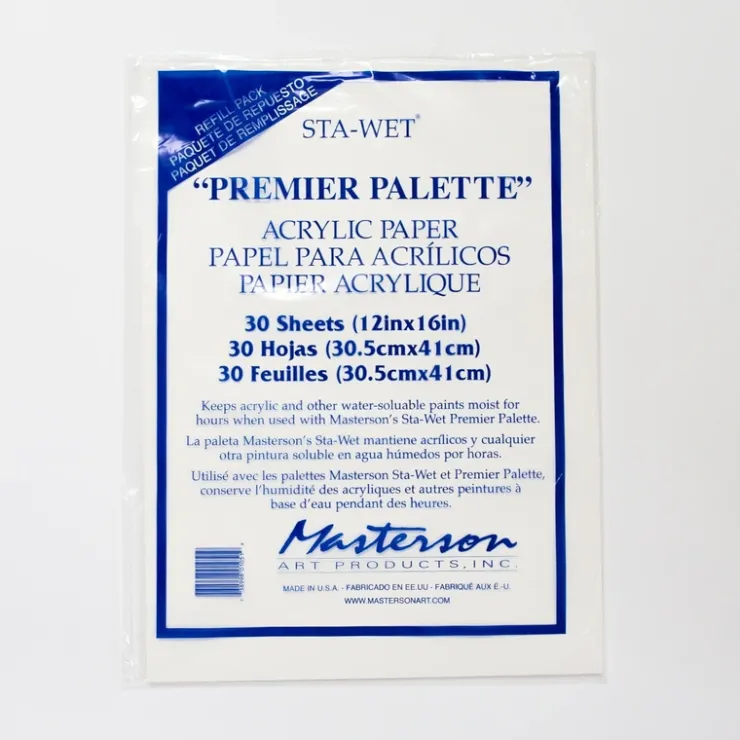 REFILL PACK
PAQUETE DE REPUESTO
PAQUET DE REMPLISSAGE
STA-WET®
“PREMIER PALETTE”
ACRYLIC PAPER
PAPEL PARA ACRÍLICOS
PAPIER ACRYLIQUE
30 Sheets (12inx16in)
30 Hojas (30.5cmx41cm)
30 Feuilles (30.5cmx41cm)
Keeps acrylic and other water-soluable paints moist for
hours when used with Masterson's Sta-Wet Premier Palette.
La paleta Masterson's Sta-Wet mantiene acrílicos y cualquier
otra pintura soluble en agua húmedos por horas.
Utilisé avec les palettes Masterson Sta-Wet et Premier Palette,
conserve l'humidité des acryliques et autres peintures à
base d'eau pendant des heures.
Masterson
ART PRODUCTS, INC.
MADE IN U.S.A. - FABRICADO EN EE.UU - FABRIQUÉ AUX É.-U.
WWW.MASTERSONART.COM